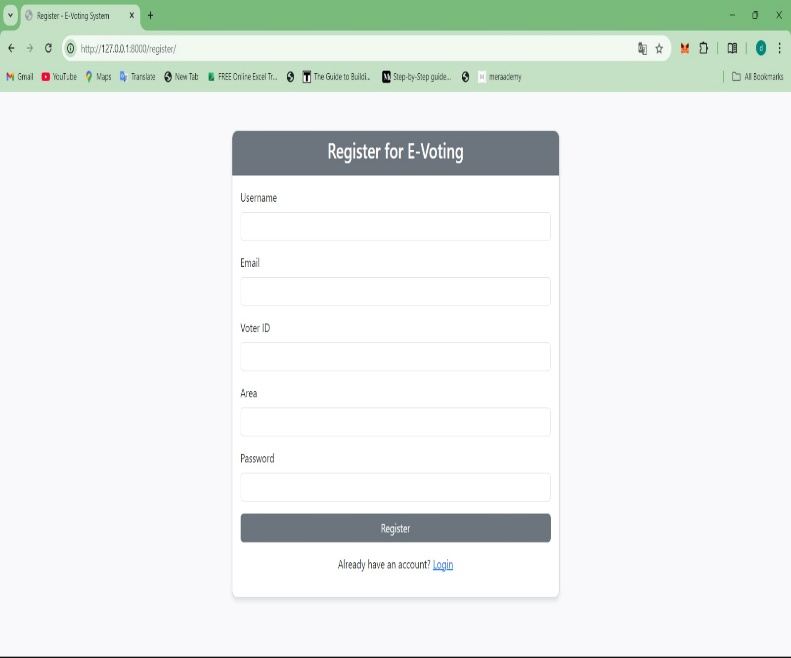 Register - E-Voting System
http://127.0.0.1:8000/register/
Gmail YouTube Maps Translate New Tab FREE Online Excel Tr... The Guide to Buildi... Step-by-Step guide... meraademy All Bookmarks
Register for E-Voting
Username
Email
Voter ID
Area
Password
Register
Already have an account? Login